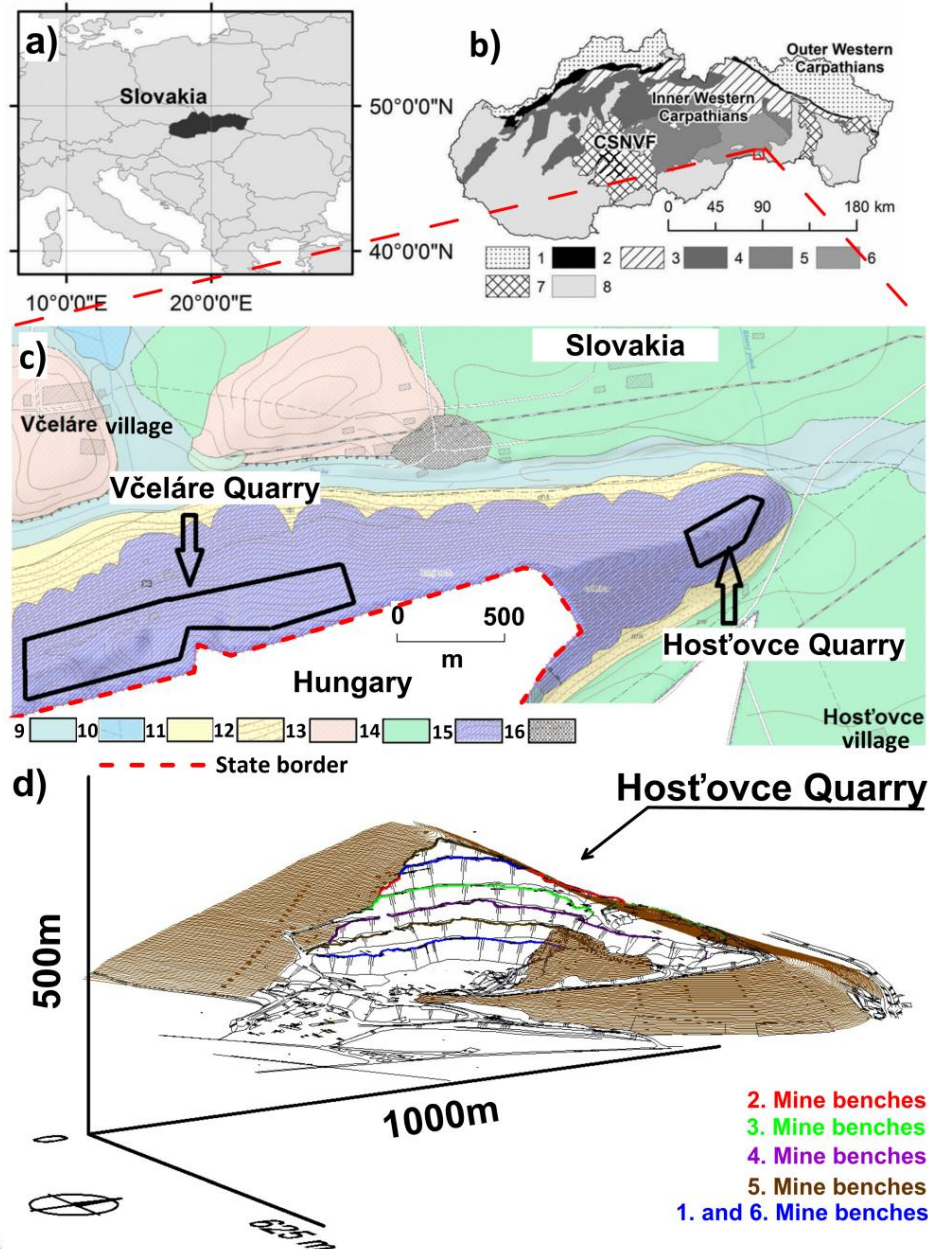 a)
Slovakia
50°0'0"N
40°0'0"N
10°0'0"E
20°0'0"E
b)
Outer Western
Carpathians
Inner Western
Carpathians
CSNVF
0 45 90 180 km
1 2 3 4 5 6
7 8
c)
Slovakia
Včeláre village
Včeláre Quarry
0 500
m
Hosťovce Quarry
Hungary
Hosťovce
village
9 10 11 12 13 14 15 16
State border
d)
Hosťovce Quarry
500m
1000m
625 m
2. Mine benches
3. Mine benches
4. Mine benches
5. Mine benches
1. and 6. Mine benches